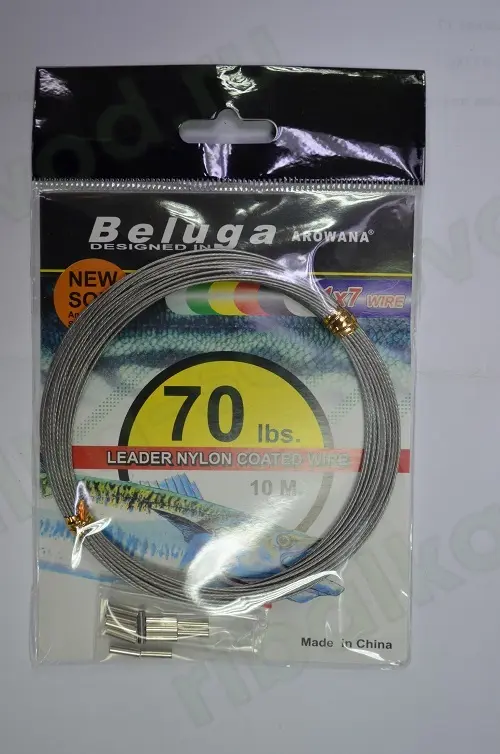 Beluga AROWANA®
DESIGNED IN
NEW
1x7 WIRE
70 lbs.
LEADER NYLON COATED WIRE
10 M.
Made in China